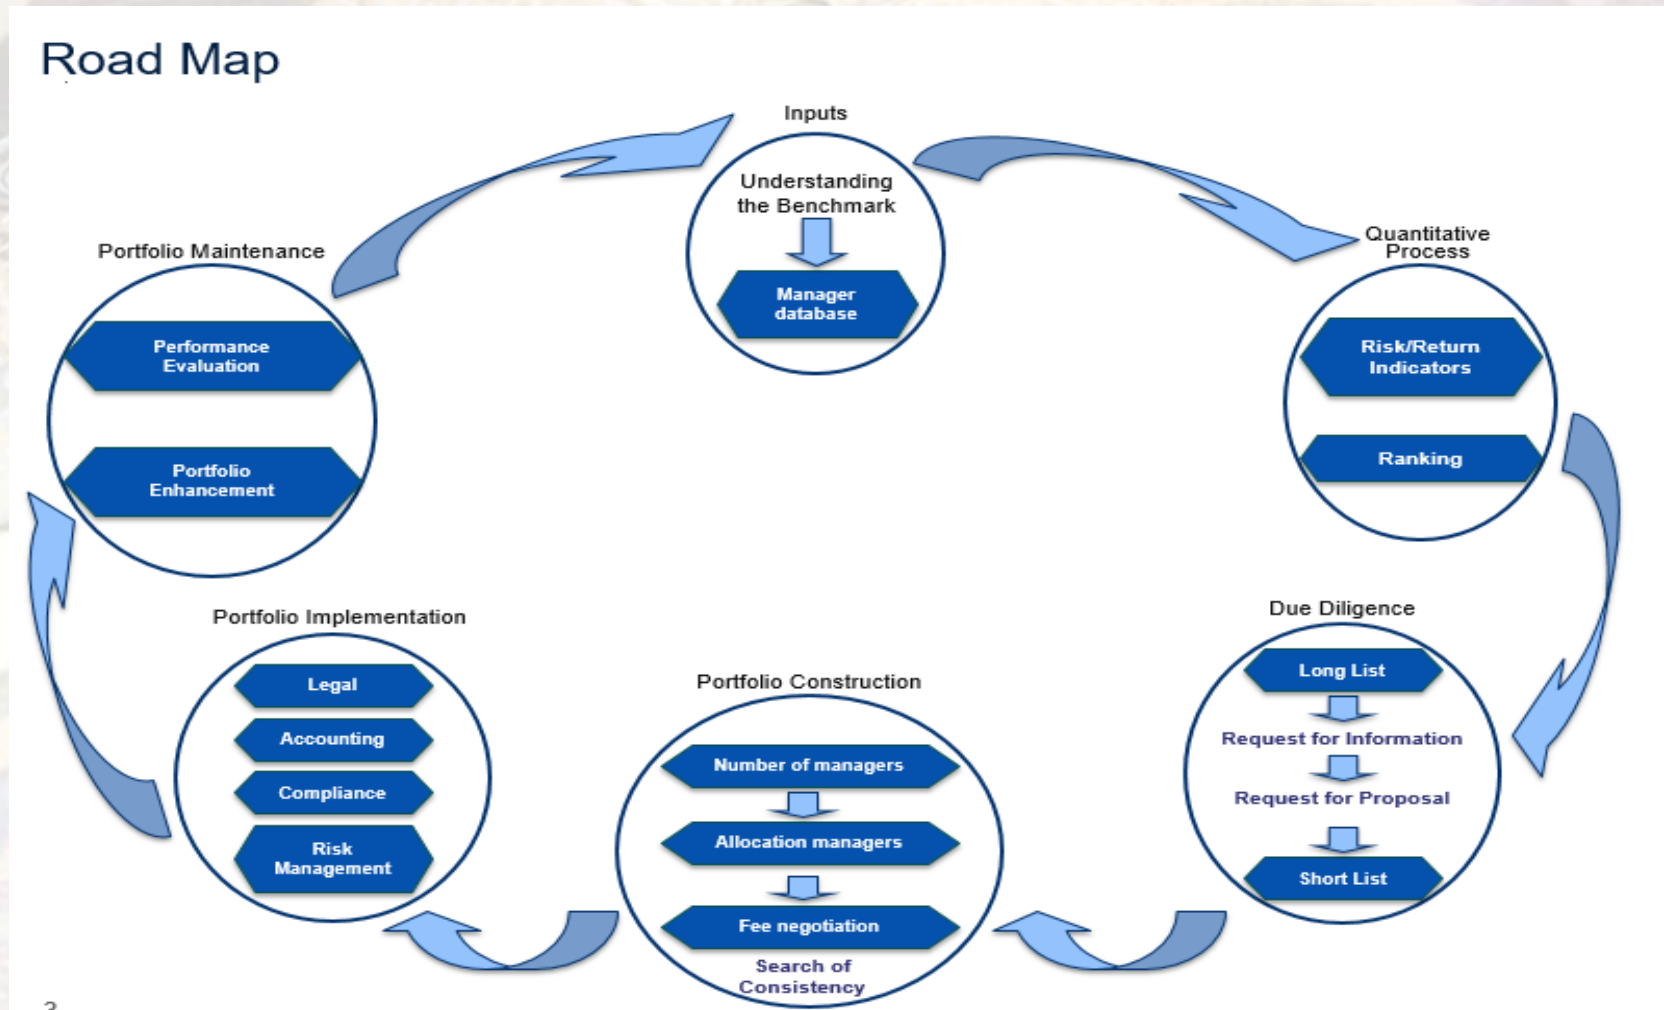 Road Map
Inputs
Understanding
the Benchmark
Manager
database
Quantitative
Process
Risk/Return
Indicators
Ranking
Due Diligence
Long List
Request for Information
Request for Proposal
Short List
Portfolio Construction
Number of managers
Allocation managers
Fee negotiation
Search of
Consistency
Portfolio Implementation
Legal
Accounting
Compliance
Risk
Management
Portfolio Maintenance
Performance
Evaluation
Portfolio
Enhancement